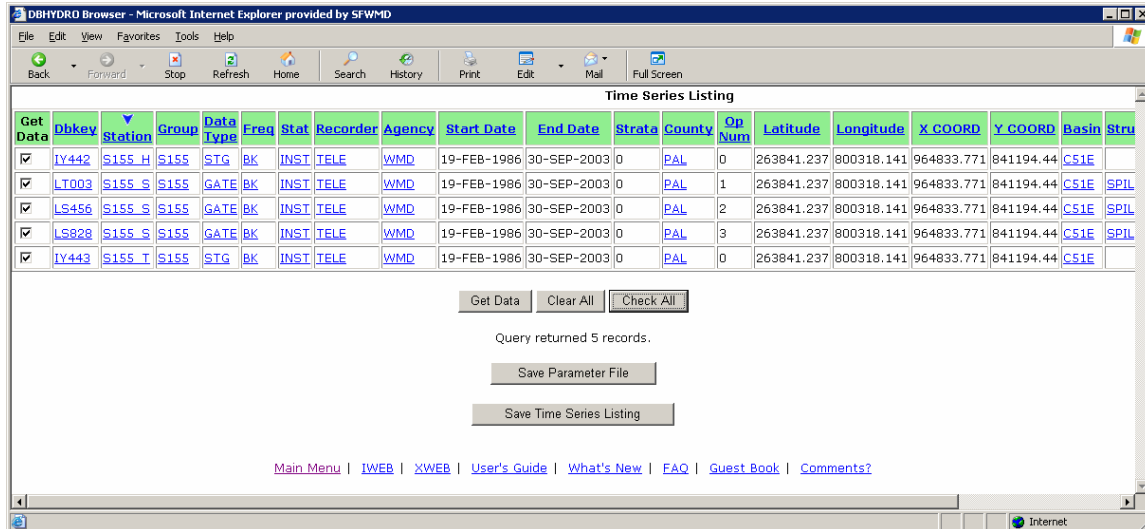 DBHYDRO Browser - Microsoft Internet Explorer provided by SFWMD
File Edit View Favorites Tools Help
Back Forward Stop Refresh Home Search History Print Edit Mail Full Screen
Time Series Listing
Get Data Dbkey Station Group Data Type Freq Stat Recorder Agency Start Date End Date Strata County Op Num Latitude Longitude X COORD Y COORD Basin Stru
IY442 S155_H S155 STG BK INST TELE WMD 19-FEB-1986 30-SEP-2003 0 PAL 0 263841.237 800318.141 964833.771 841194.44 C51E
LT003 S155_S S155 GATE BK INST TELE WMD 19-FEB-1986 30-SEP-2003 0 PAL 1 263841.237 800318.141 964833.771 841194.44 C51E SPIL
LS456 S155_S S155 GATE BK INST TELE WMD 19-FEB-1986 30-SEP-2003 0 PAL 2 263841.237 800318.141 964833.771 841194.44 C51E SPIL
LS828 S155_S S155 GATE BK INST TELE WMD 19-FEB-1986 30-SEP-2003 0 PAL 3 263841.237 800318.141 964833.771 841194.44 C51E SPIL
IY443 S155_T S155 STG BK INST TELE WMD 19-FEB-1986 30-SEP-2003 0 PAL 0 263841.237 800318.141 964833.771 841194.44 C51E
Get Data Clear All Check All
Query returned 5 records.
Save Parameter File
Save Time Series Listing
Main Menu | IWEB | XWEB | User's Guide | What's New | FAQ | Guest Book | Comments?
Internet